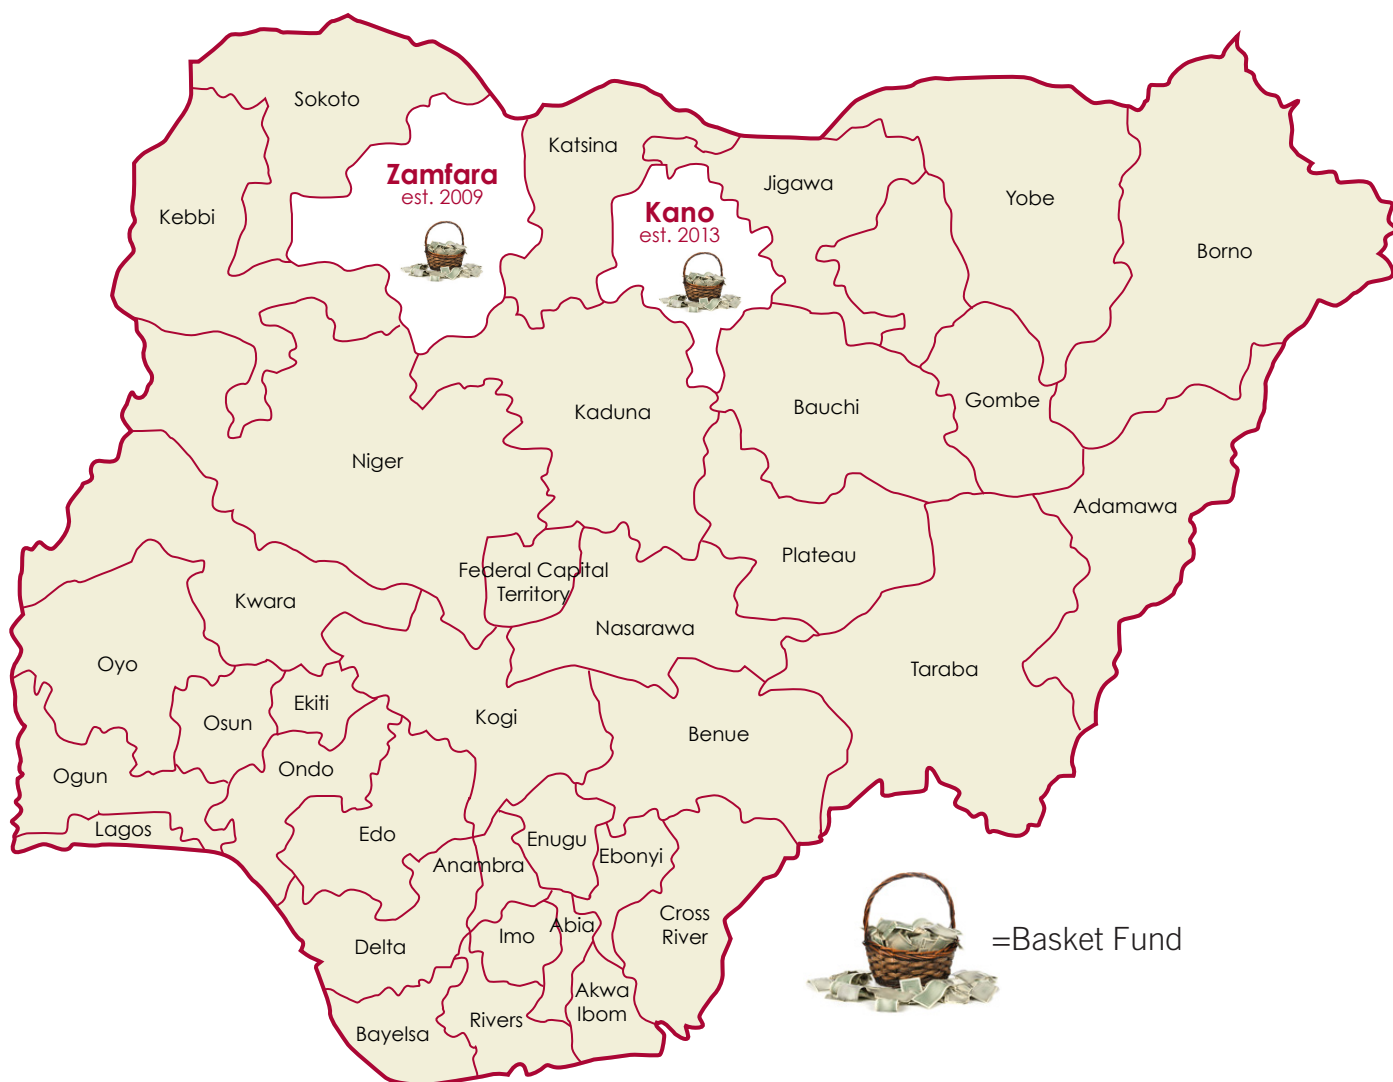 Sokoto
Katsina
Zamfara
est. 2009
Jigawa
Yobe
Kebbi
Kano
est. 2013
Borno
Kaduna
Bauchi
Gombe
Niger
Adamawa
Plateau
Federal Capital
Territory
Kwara
Nasarawa
Oyo
Taraba
Ekiti
Osun
Kogi
Benue
Ogun
Ondo
Lagos
Edo
Enugu
Ebonyi
Anambra
Cross
River
Abia
Imo
Delta
=Basket Fund
Akwa
Ibom
Rivers
Bayelsa